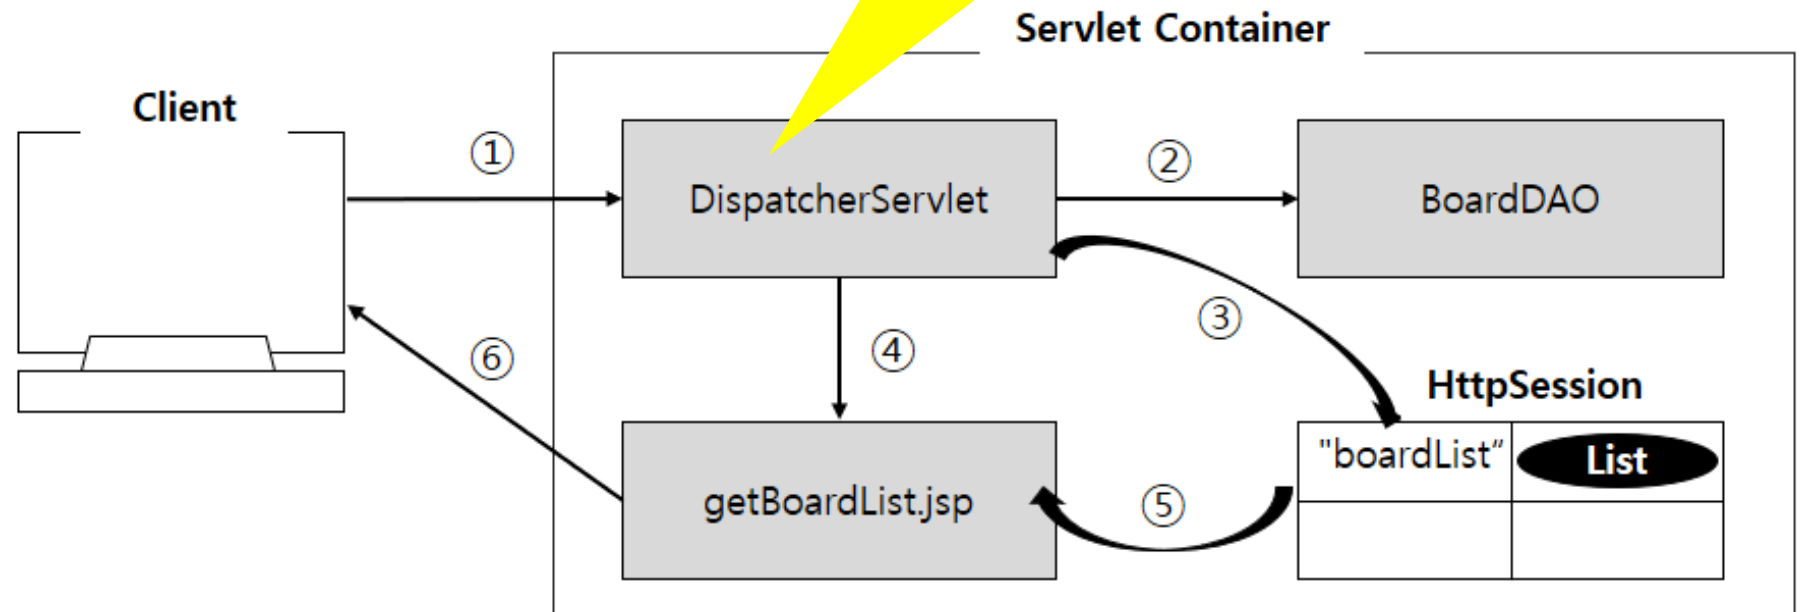 Servlet Container
Client
①
DispatcherServlet
②
BoardDAO
③
④
⑥
HttpSession
"boardList“
List
getBoardList.jsp
⑤